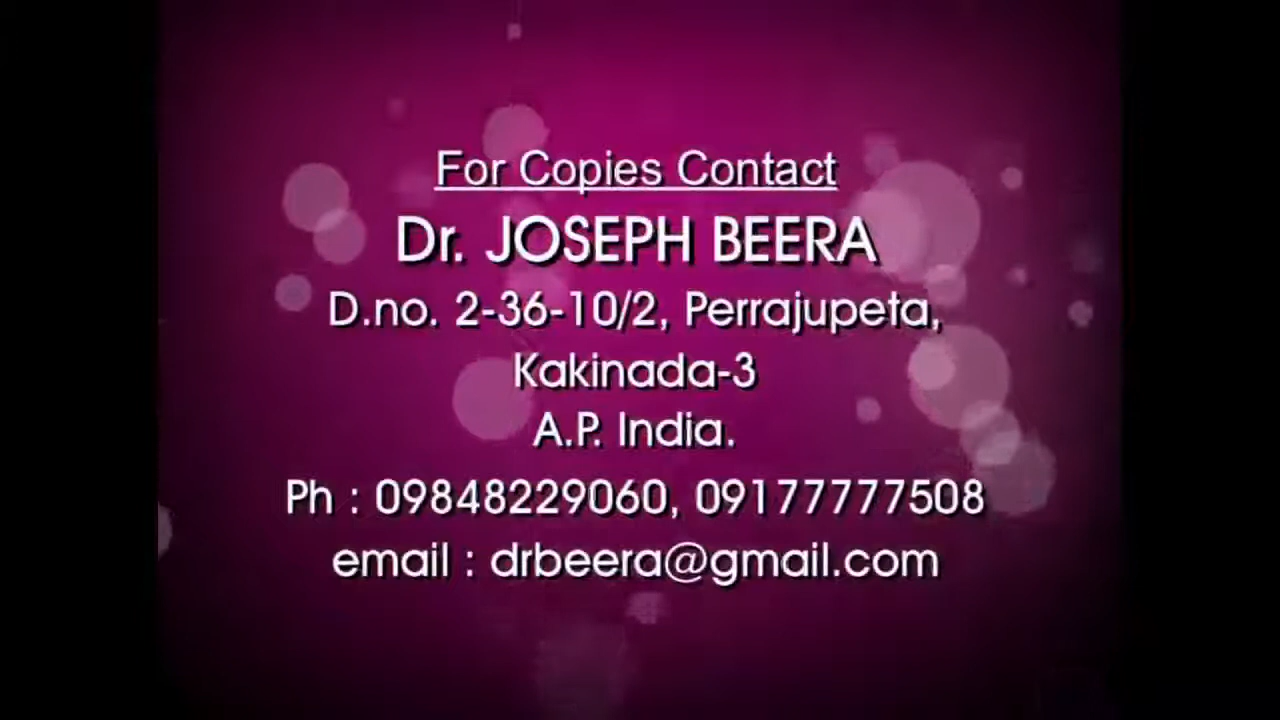 For Copies Contact
Dr. JOSEPH BEERA
D.no. 2-36-10/2, Perrajupeta,
Kakinada-3
A.P. India.
Ph : 09848229060, 09177777508
email : drbeera@gmail.com